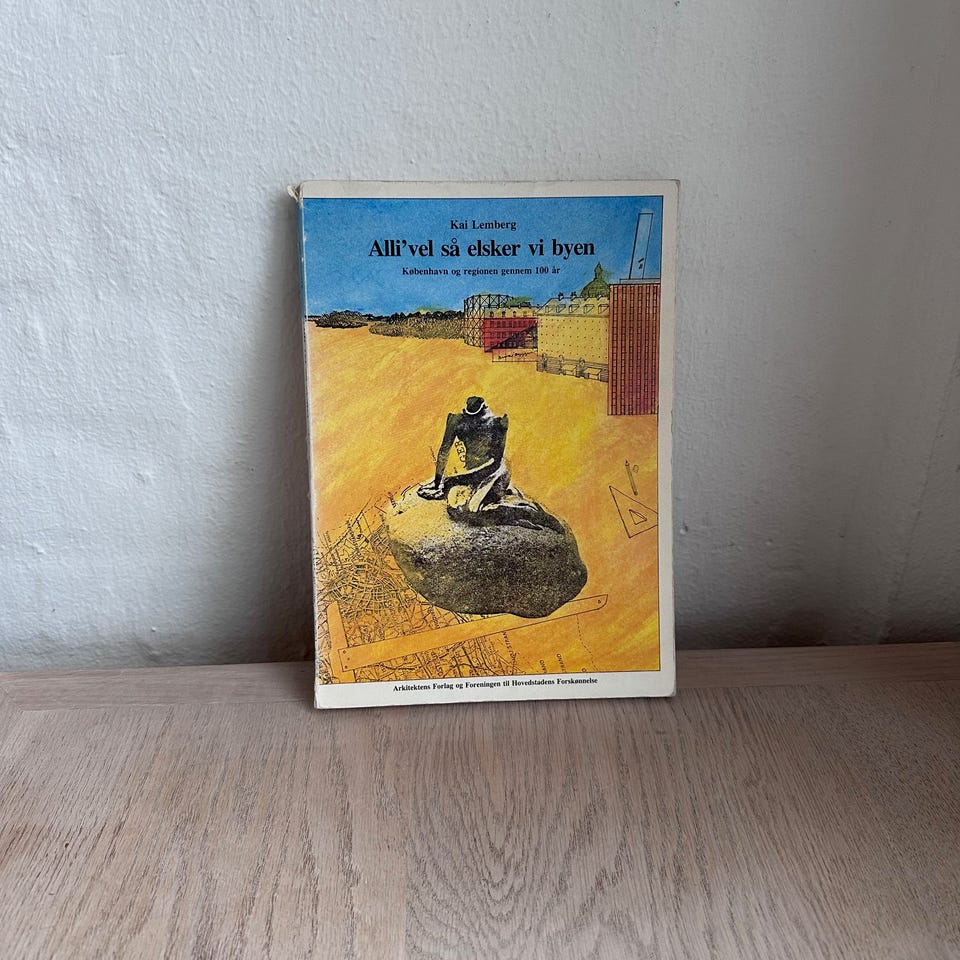 Kai Lemberg
Alli'vel så elsker vi byen
København og regionen gennem 100 år
Arkitektens Forlag og Foreningen til Hovedstadens Forskønnelse